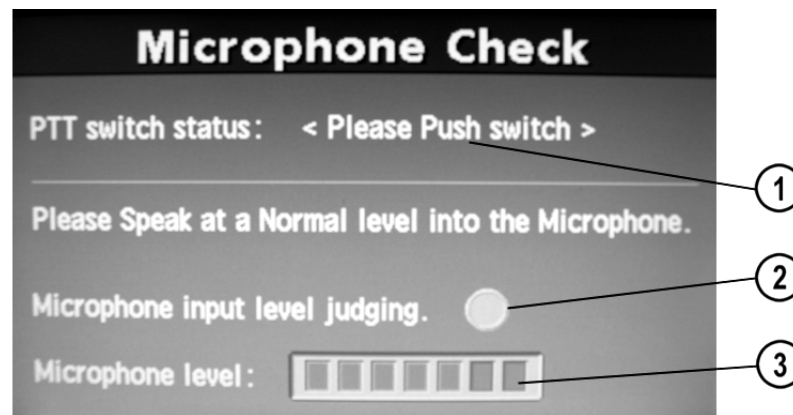 Microphone Check
PTT switch status: < Please Push switch >
1
Please Speak at a Normal level into the Microphone.
2
Microphone input level judging.
3
Microphone level: